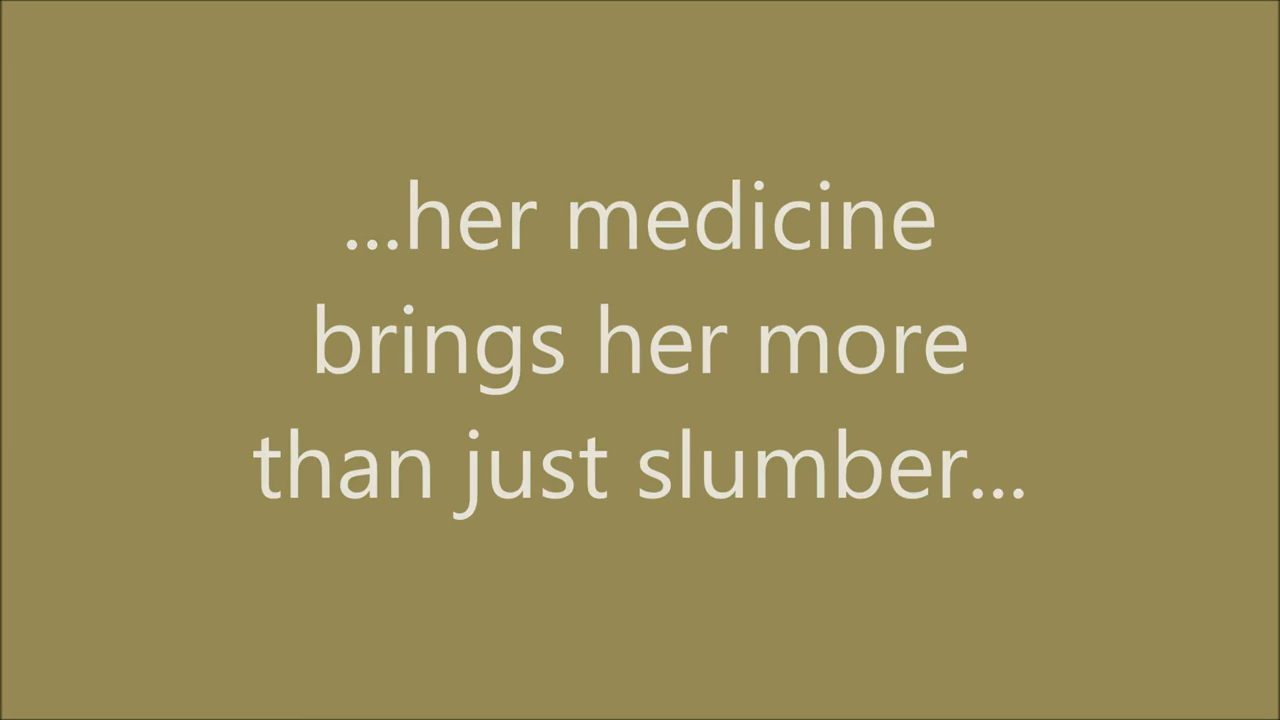 ...her medicine
brings her more
than just slumber...